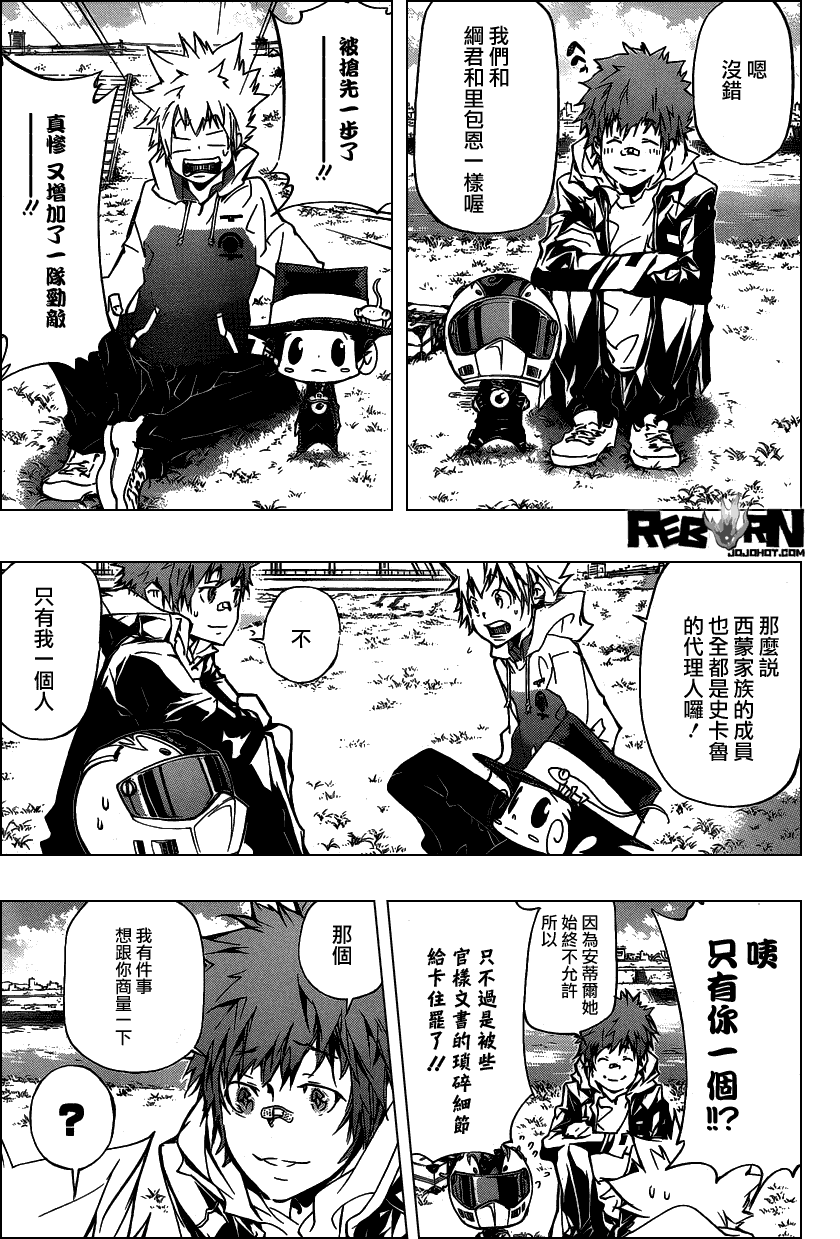 嗯
沒錯
我們和
綱君和里包恩一樣喔
被搶先一步了
——!!
真慘 又增加了一隊勁敵
——!!
REBORN
JOJOHOT.COM
那麼說
西蒙家族的成員
也全都是史卡魯
的代理人囉!
不
只有我一個人
咦
只有你一個!!?
因為安蒂爾她
始終不允許
所以
只不過是被些
官樣文書的瑣碎細節
給卡住罷了!!
那個
我有件事
想跟你商量一下
?